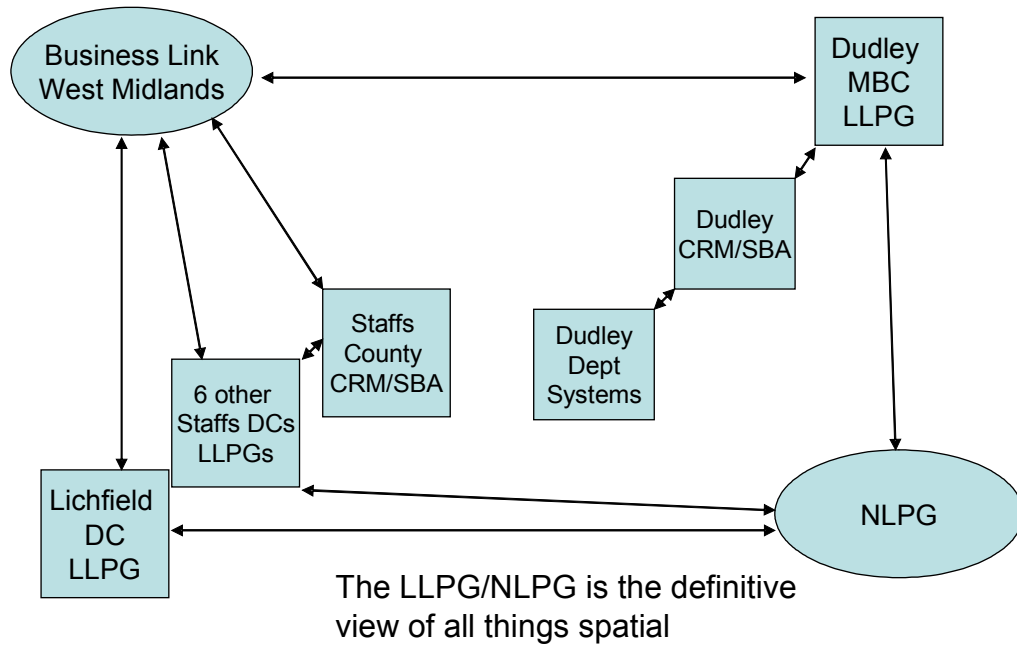 Business Link
West Midlands
Dudley
MBC
LLPG
Dudley
CRM/SBA
Staffs
County
CRM/SBA
Dudley
Dept
Systems
6 other
Staffs DCs
LLPGs
Lichfield
DC
LLPG
NLPG
The LLPG/NLPG is the definitive
view of all things spatial